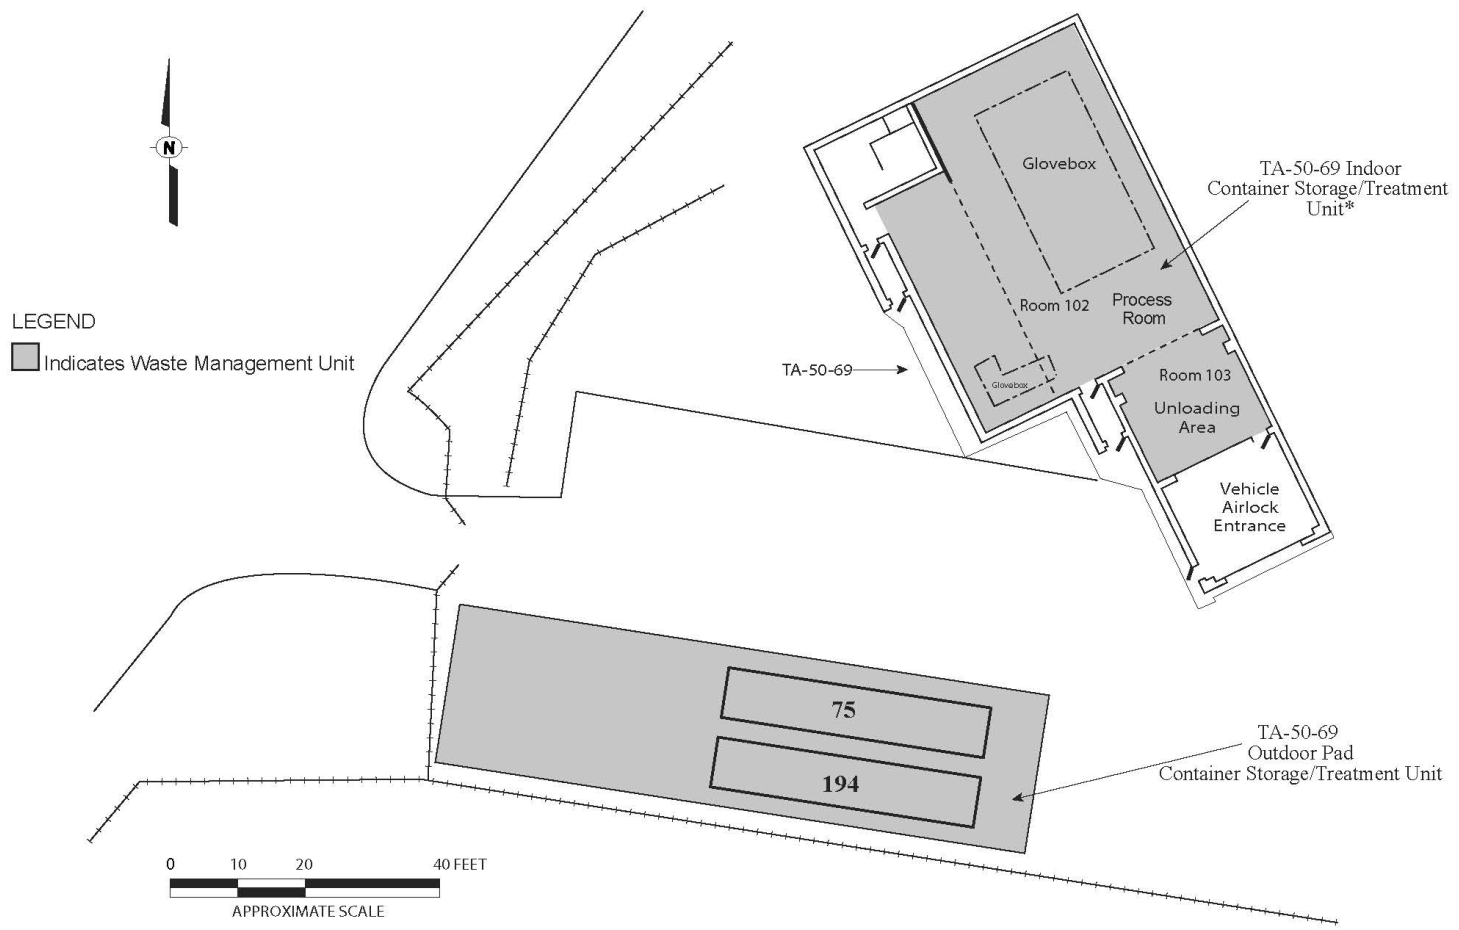 N
LEGEND
Indicates Waste Management Unit
Glovebox
TA-50-69 Indoor
Container Storage/Treatment
Unit*
Room 102
Process
Room
TA-50-69
Glovebox
Room 103
Unloading
Area
Vehicle
Airlock
Entrance
75
194
TA-50-69
Outdoor Pad
Container Storage/Treatment Unit
0 10 20 40 FEET
APPROXIMATE SCALE